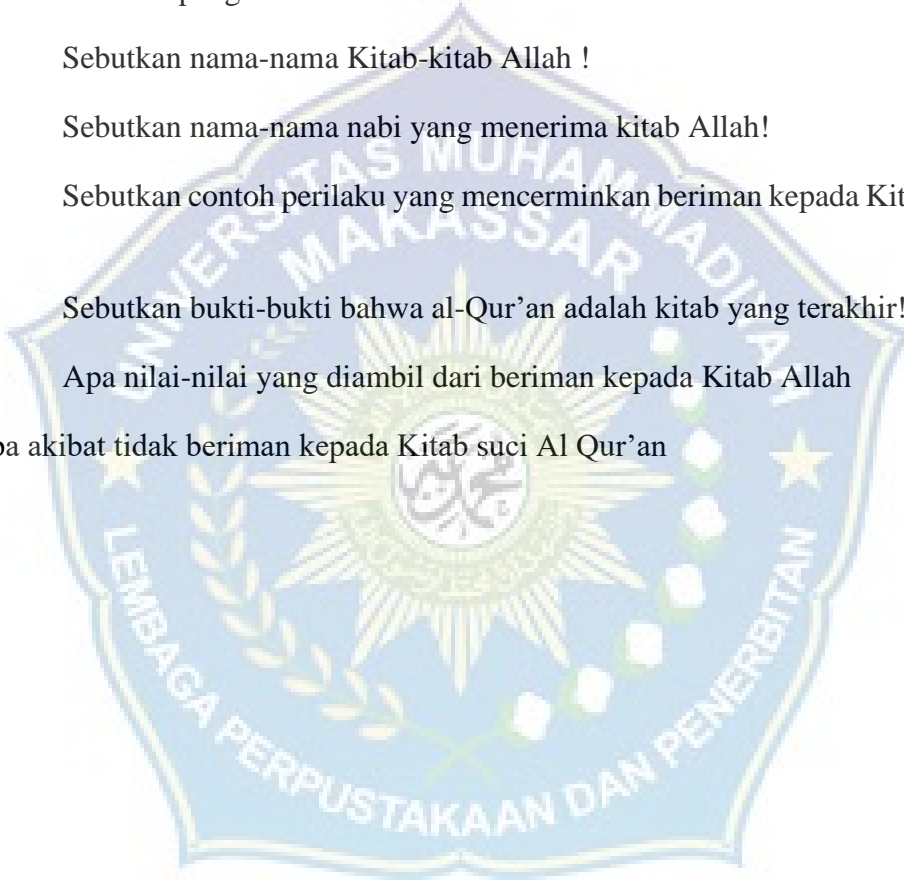 Sebutkan nama-nama Kitab-kitab Allah !
Sebutkan nama-nama nabi yang menerima kitab Allah!
Sebutkan contoh perilaku yang mencerminkan beriman kepada
Sebutkan bukti-bukti bahwa al-Qur’an adalah kitab yang terakhir!
Apa nilai-nilai yang diambil dari beriman kepada Kitab Allah
akibat tidak beriman kepada Kitab suci Al Qur’an
UNIVERSITAS MUHAMMADIYAH
MAKASSAR
LEMBAGA PERPUSTAKAAN DAN PENERBITAN